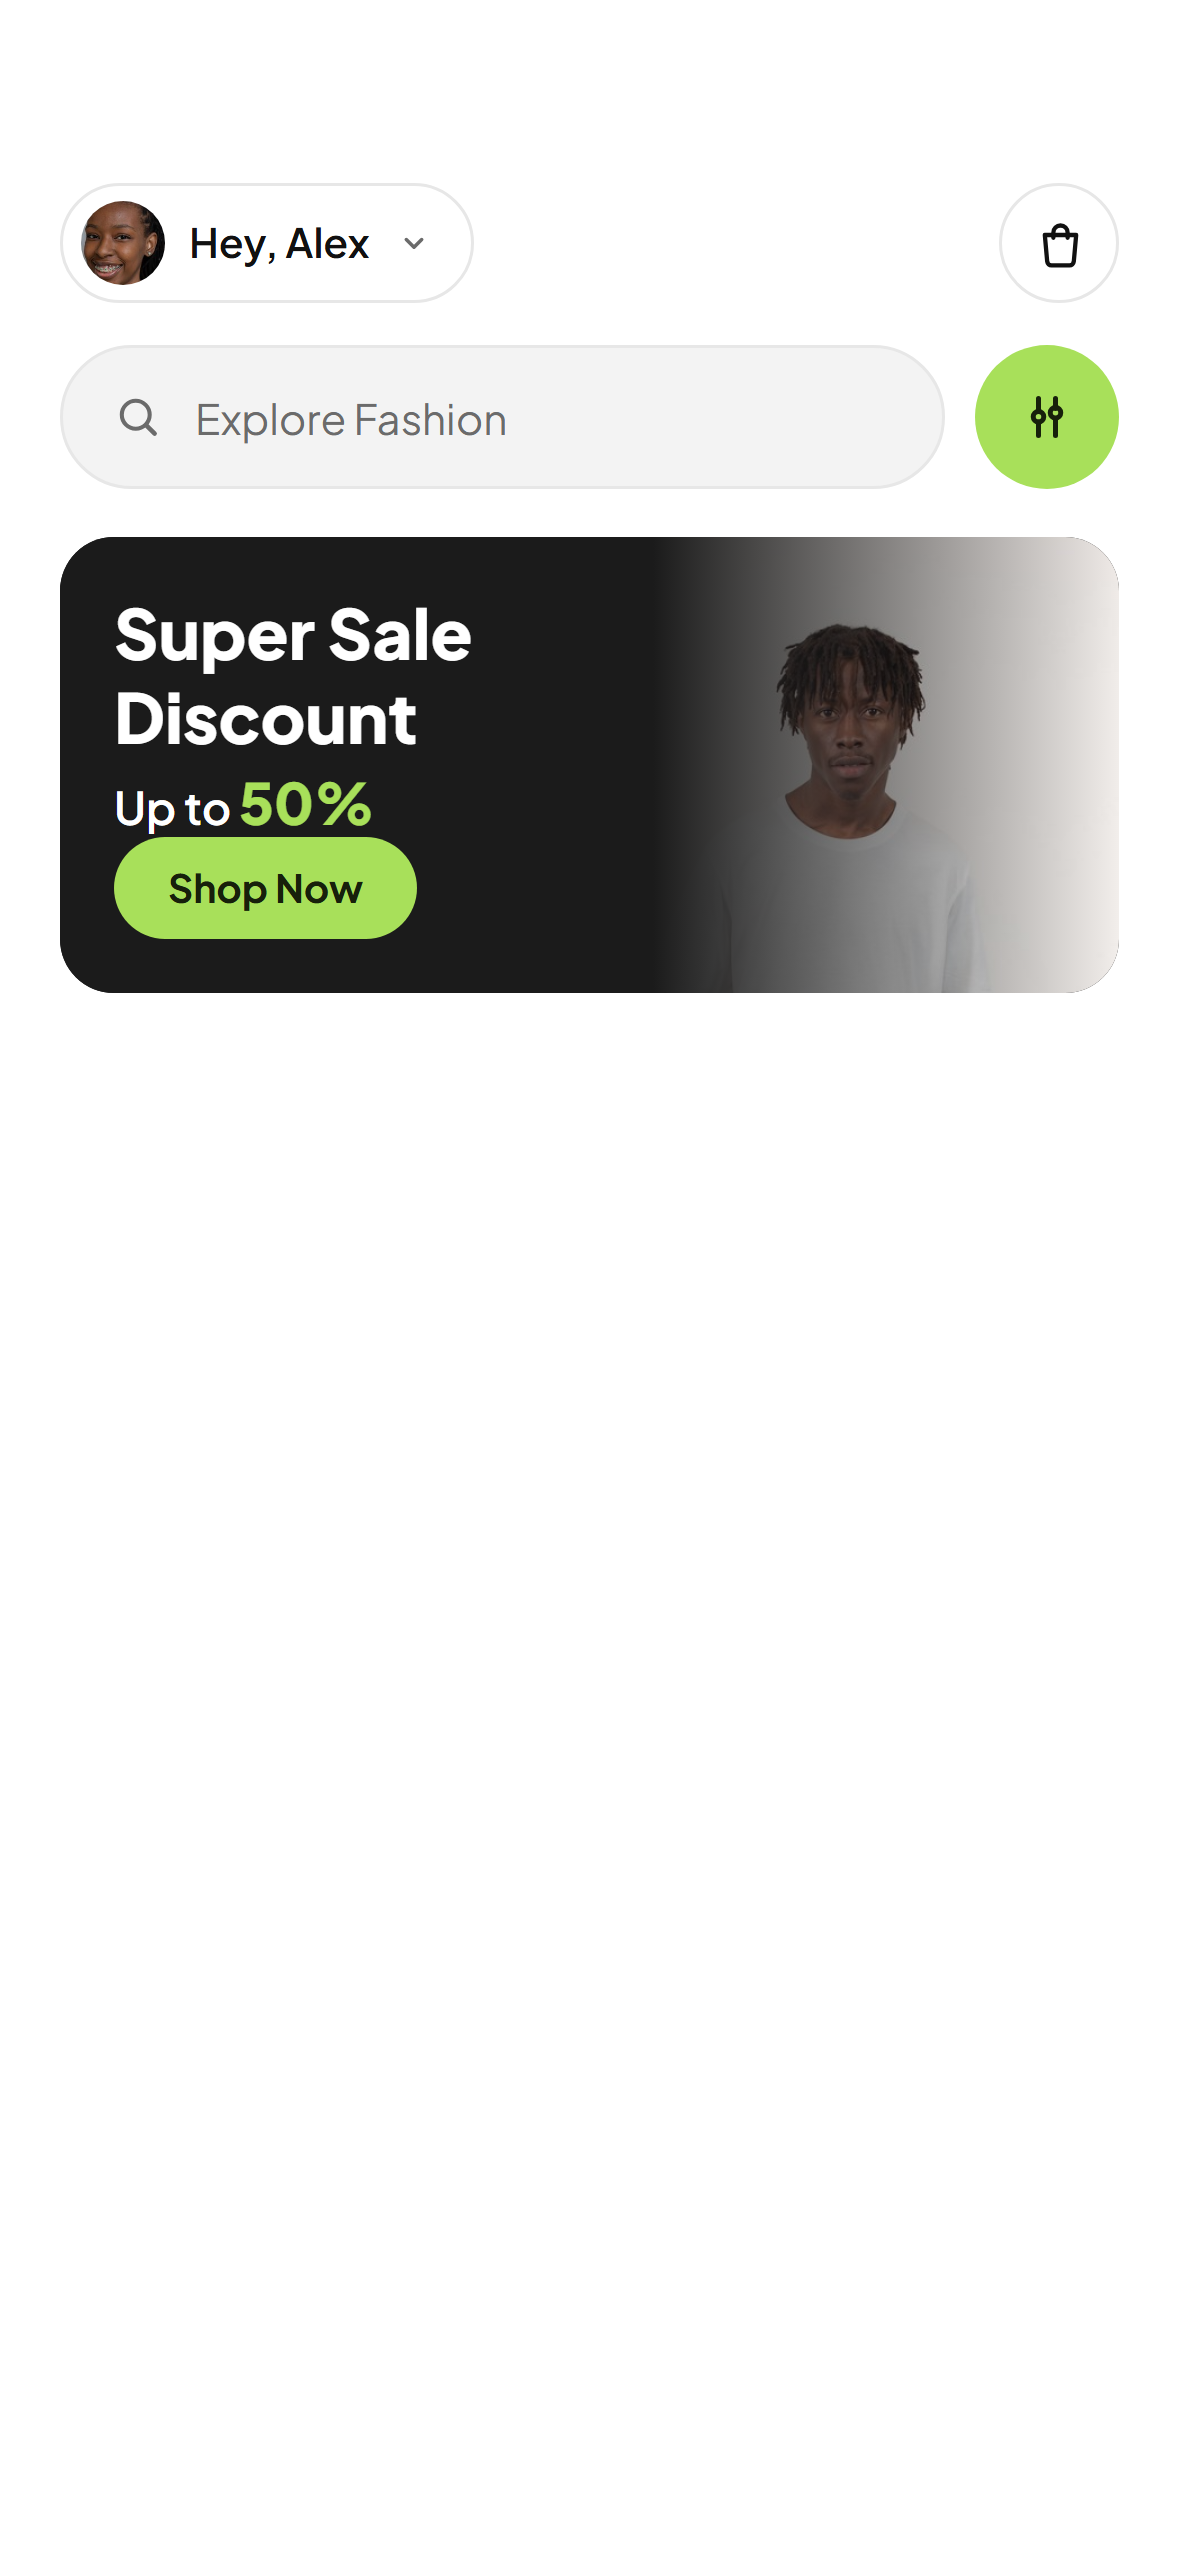 Hey, Alex
Explore Fashion
Super Sale
Discount
Up to 50%
Shop Now